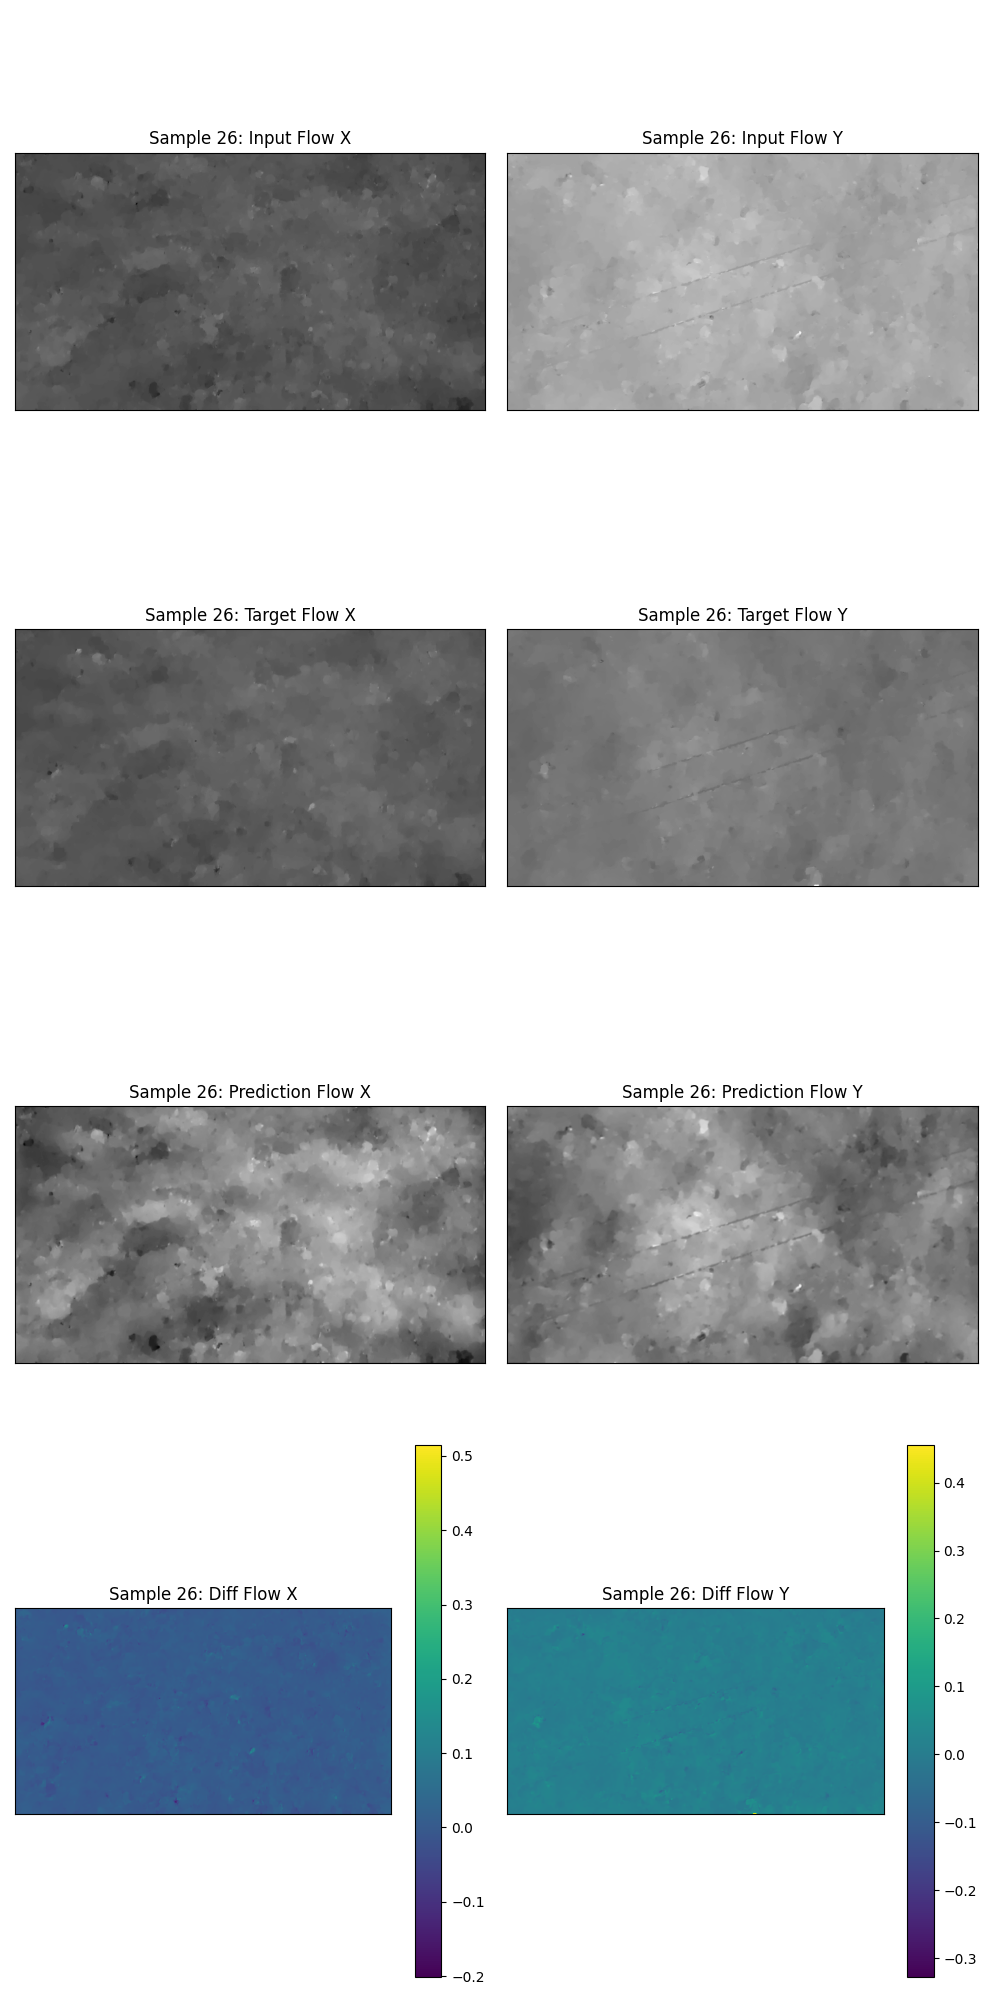 Sample 26: Input Flow X
Sample 26: Input Flow Y
Sample 26: Target Flow X
Sample 26: Target Flow Y
Sample 26: Prediction Flow X
Sample 26: Prediction Flow Y
Sample 26: Diff Flow X
0.5
0.4
0.3
0.2
0.1
0.0
−0.1
−0.2
Sample 26: Diff Flow Y
0.4
0.3
0.2
0.1
0.0
−0.1
−0.2
−0.3